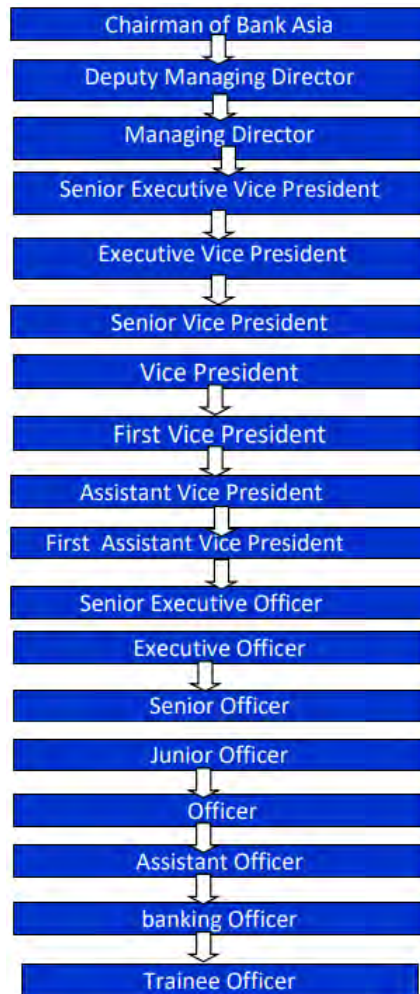 Chairman of Bank Asia
Deputy Managing Director
Managing Director
Senior Executive Vice President
Executive Vice President
Senior Vice President
Vice President
First Vice President
Assistant Vice President
First Assistant Vice President
Senior Executive Officer
Executive Officer
Senior Officer
Junior Officer
Officer
Assistant Officer
banking Officer
Trainee Officer